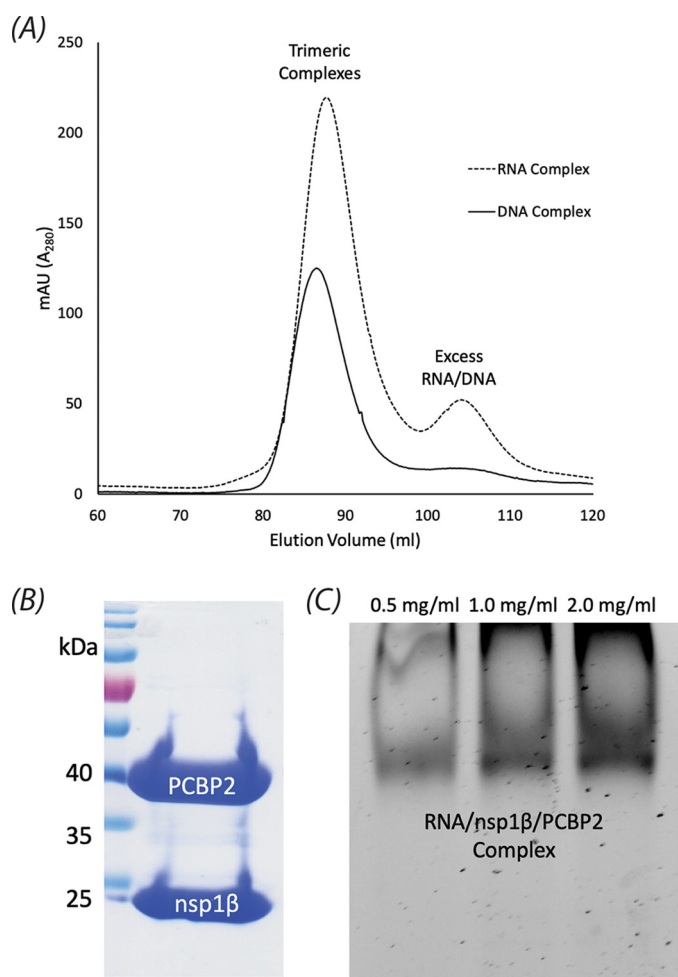 (A)
250
200
150
100
50
0
mAU (A280)
60 70 80 90 100 110 120
Elution Volume (ml)
Trimeric
Complexes
RNA Complex
DNA Complex
Excess
RNA/DNA
(B)
kDa
40
35
25
PCBP2
nsp1β
(C)
0.5 mg/ml 1.0 mg/ml 2.0 mg/ml
RNA/nsp1β/PCBP2
Complex